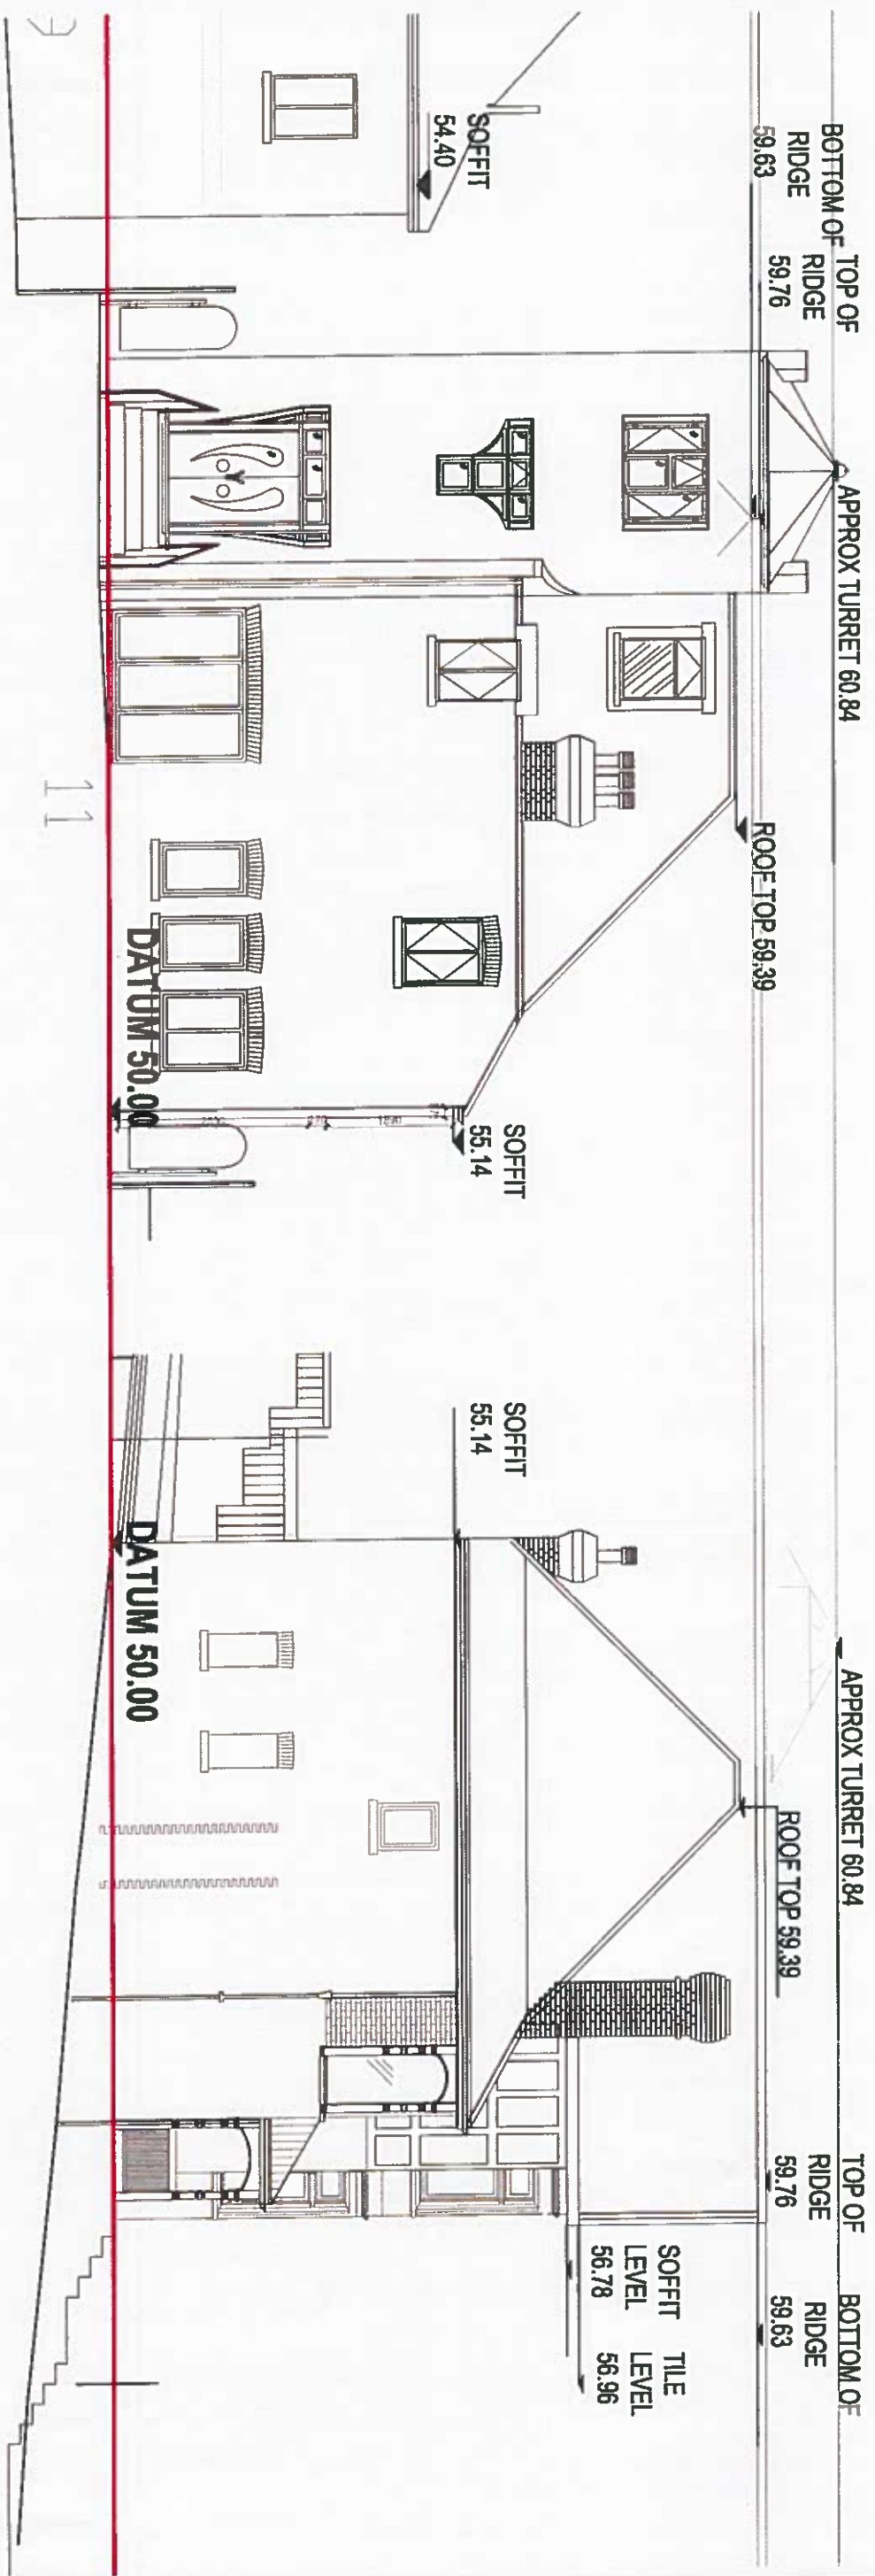 BOTTOM OF
RIDGE
59.63
TOP OF
RIDGE
59.76
APPROX TURRET 60.84
ROOF TOP 59.39
SOFFIT
54.40
SOFFIT
55.14
DATUM 50.00
11
SOFFIT
55.14
DATUM 50.00
APPROX TURRET 60.84
ROOF TOP 59.39
TOP OF
RIDGE
59.76
BOTTOM OF
RIDGE
59.63
SOFFIT
LEVEL
56.78
TILE
LEVEL
56.96